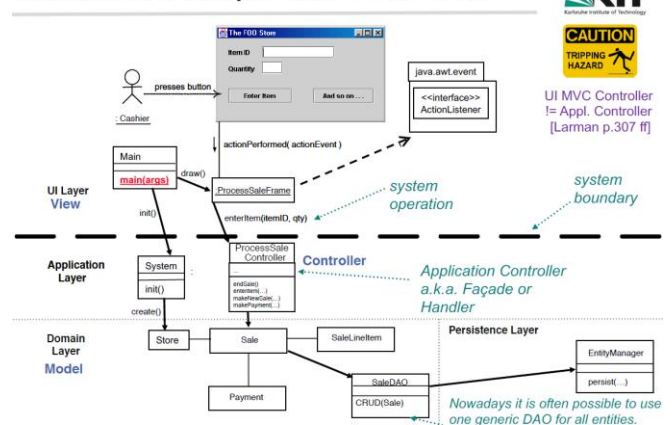 Karlsruhe Institute of Technology
The FOO Store
Item ID
Quantity
Enter Item
And so on . . .
CAUTION
TRIPPING
HAZARD
java.awt.event
<<interface>>
ActionListener
UI MVC Controller
!= Appl. Controller
[Larman p.307 ff]
presses button
: Cashier
actionPerformed( actionEvent )
Main
main(args)
draw()
:ProcessSaleFrame
UI Layer
View
system
operation
system
boundary
init()
enterItem(itemID, qty)
Application
Layer
System
init()
:
ProcessSale
Controller
...
endSale()
enterItem(...)
makeNewSale(...)
makePayment(...)
Controller
Application Controller
a.k.a. Façade or
Handler
create()
Domain
Layer
Model
Store
Sale
SaleLineItem
Persistence Layer
EntityManager
persist(...)
Payment
SaleDAO
CRUD(Sale)
Nowadays it is often possible to use
one generic DAO for all entities.